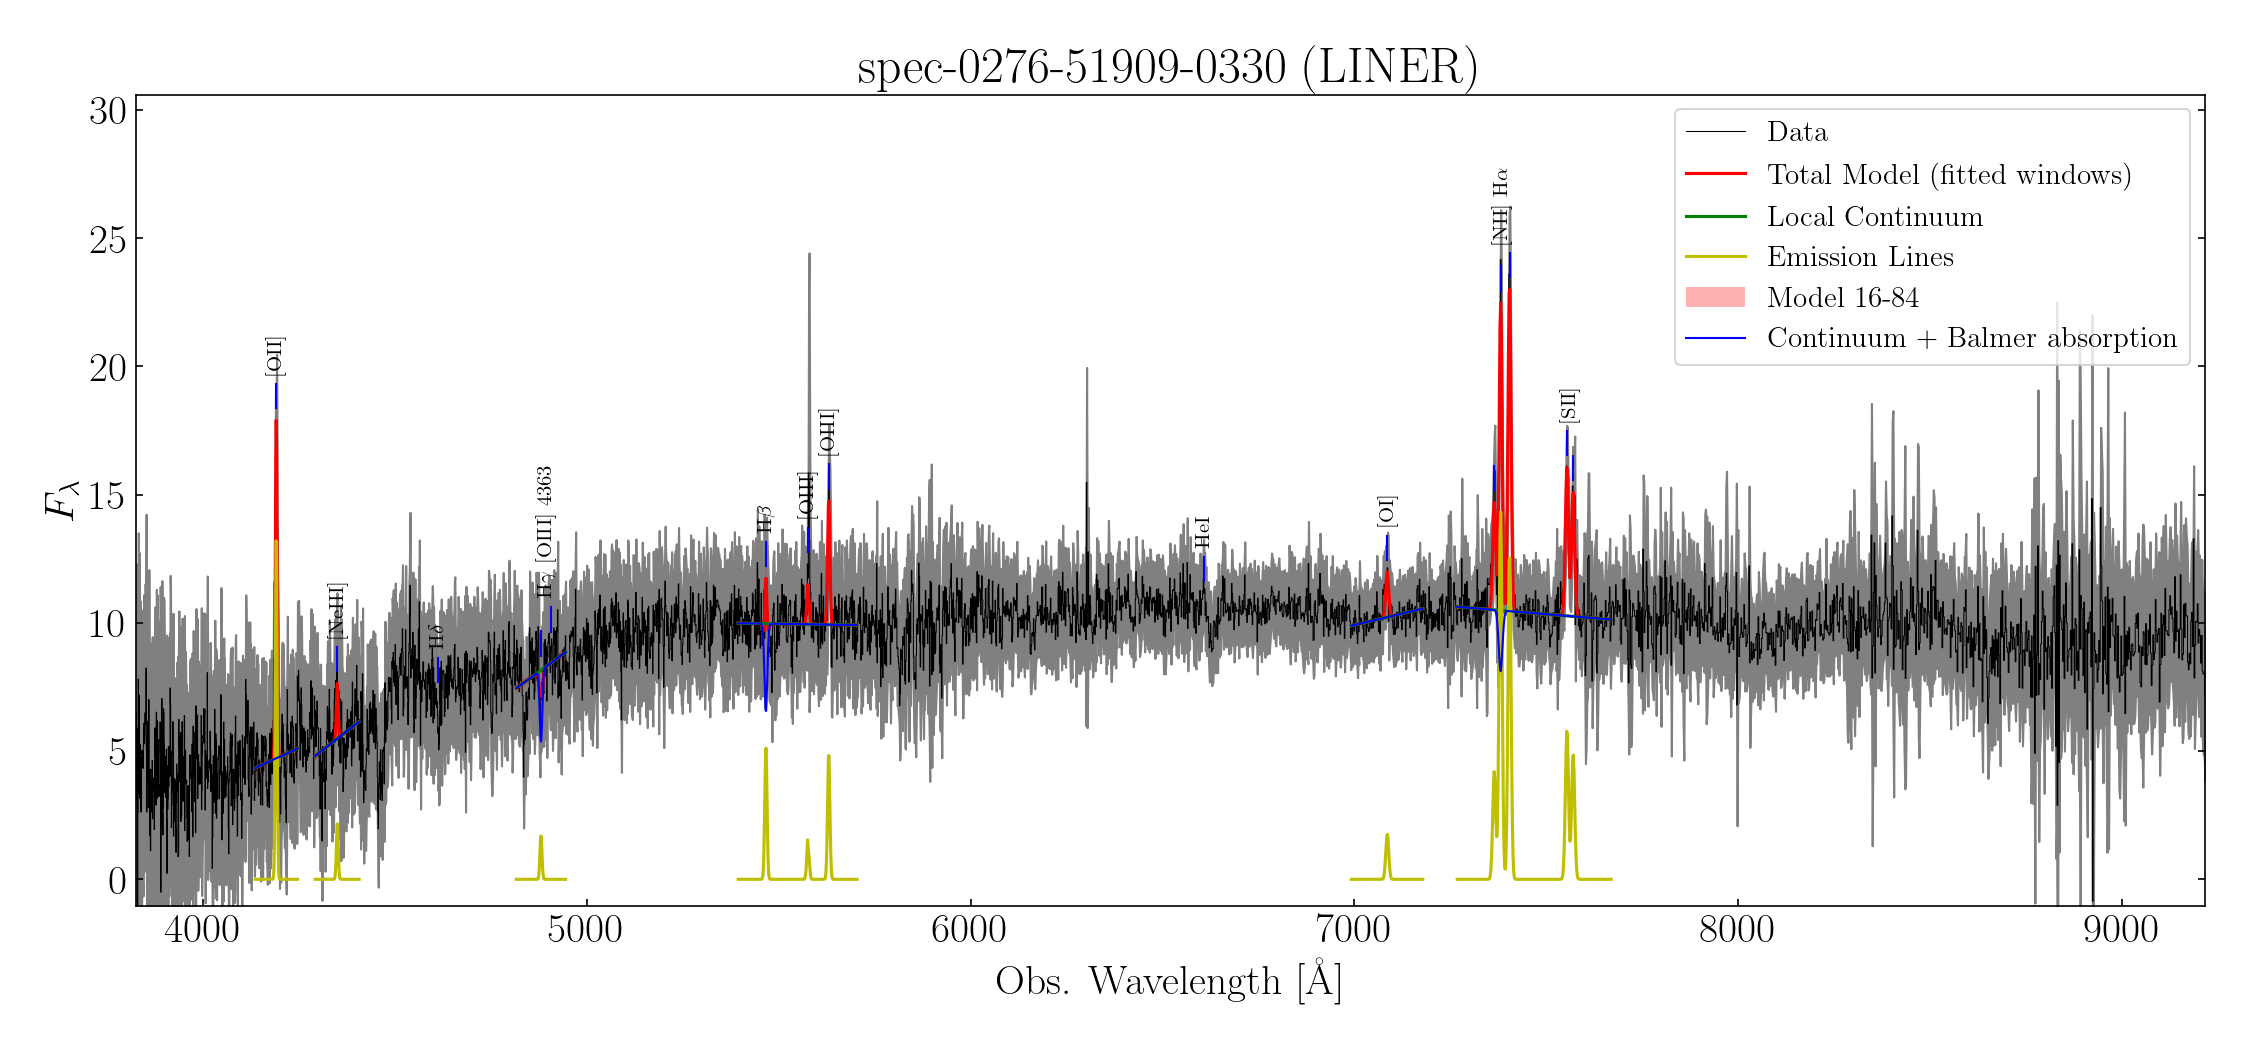 spec-0276-51909-0330 (LINER)
30
25
20
15
10
5
0
F_λ
4000
5000
6000
7000
8000
9000
Obs. Wavelength [Å]
Data
Total Model (fitted windows)
Local Continuum
Emission Lines
Model 16-84
Continuum + Balmer absorption
[OII]
[NeIII]
Hδ
Hγ [OIII] 4363
Hβ
[OIII]
[OIII]
HeI
[OI]
[NII] Hα
[SII]